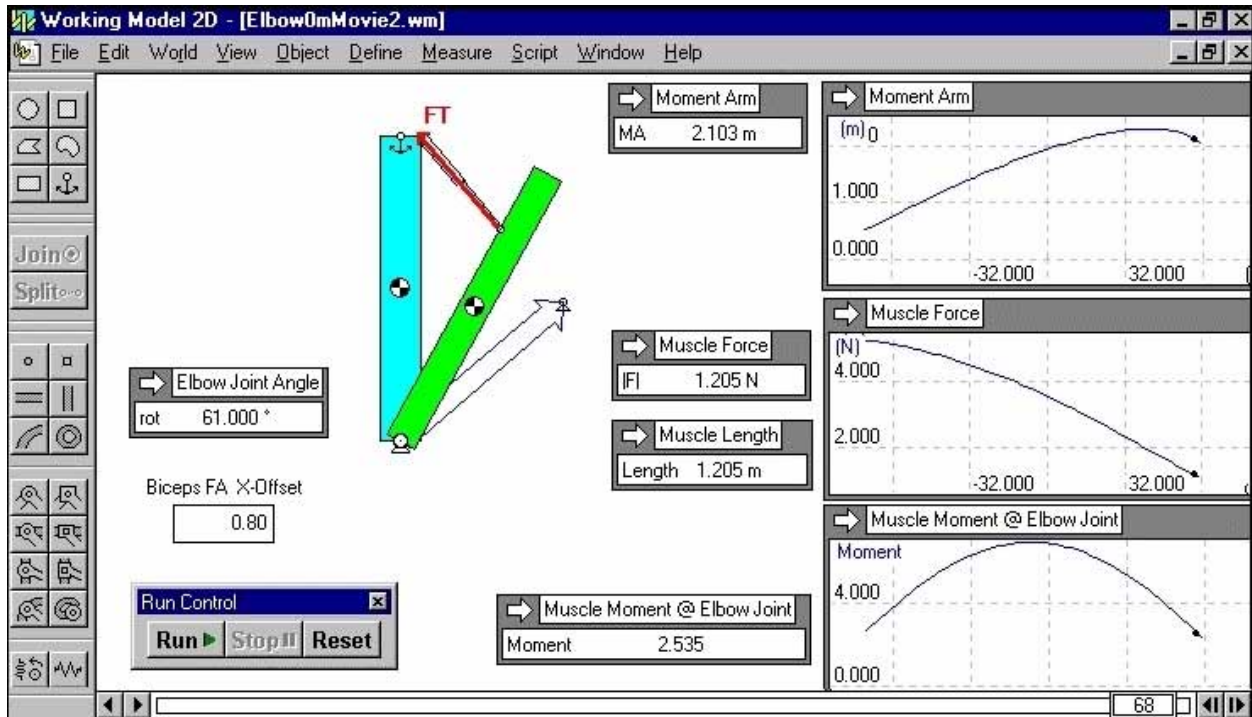 Working Model 2D - [Elbow0mMovie2.wm]
File Edit World View Object Define Measure Script Window Help
FT
Join
Split
Moment Arm
MA 2.103 m
Moment Arm
(m) 0
1.000
0.000
-32.000 32.000
Elbow Joint Angle
rot 61.000 °
Muscle Force
|F| 1.205 N
Muscle Force
(N)
4.000
2.000
-32.000 32.000
Muscle Length
Length 1.205 m
Biceps FA X-Offset
0.80
Muscle Moment @ Elbow Joint
Moment
4.000
0.000
Run Control
Run Stop Reset
Muscle Moment @ Elbow Joint
Moment 2.535
68